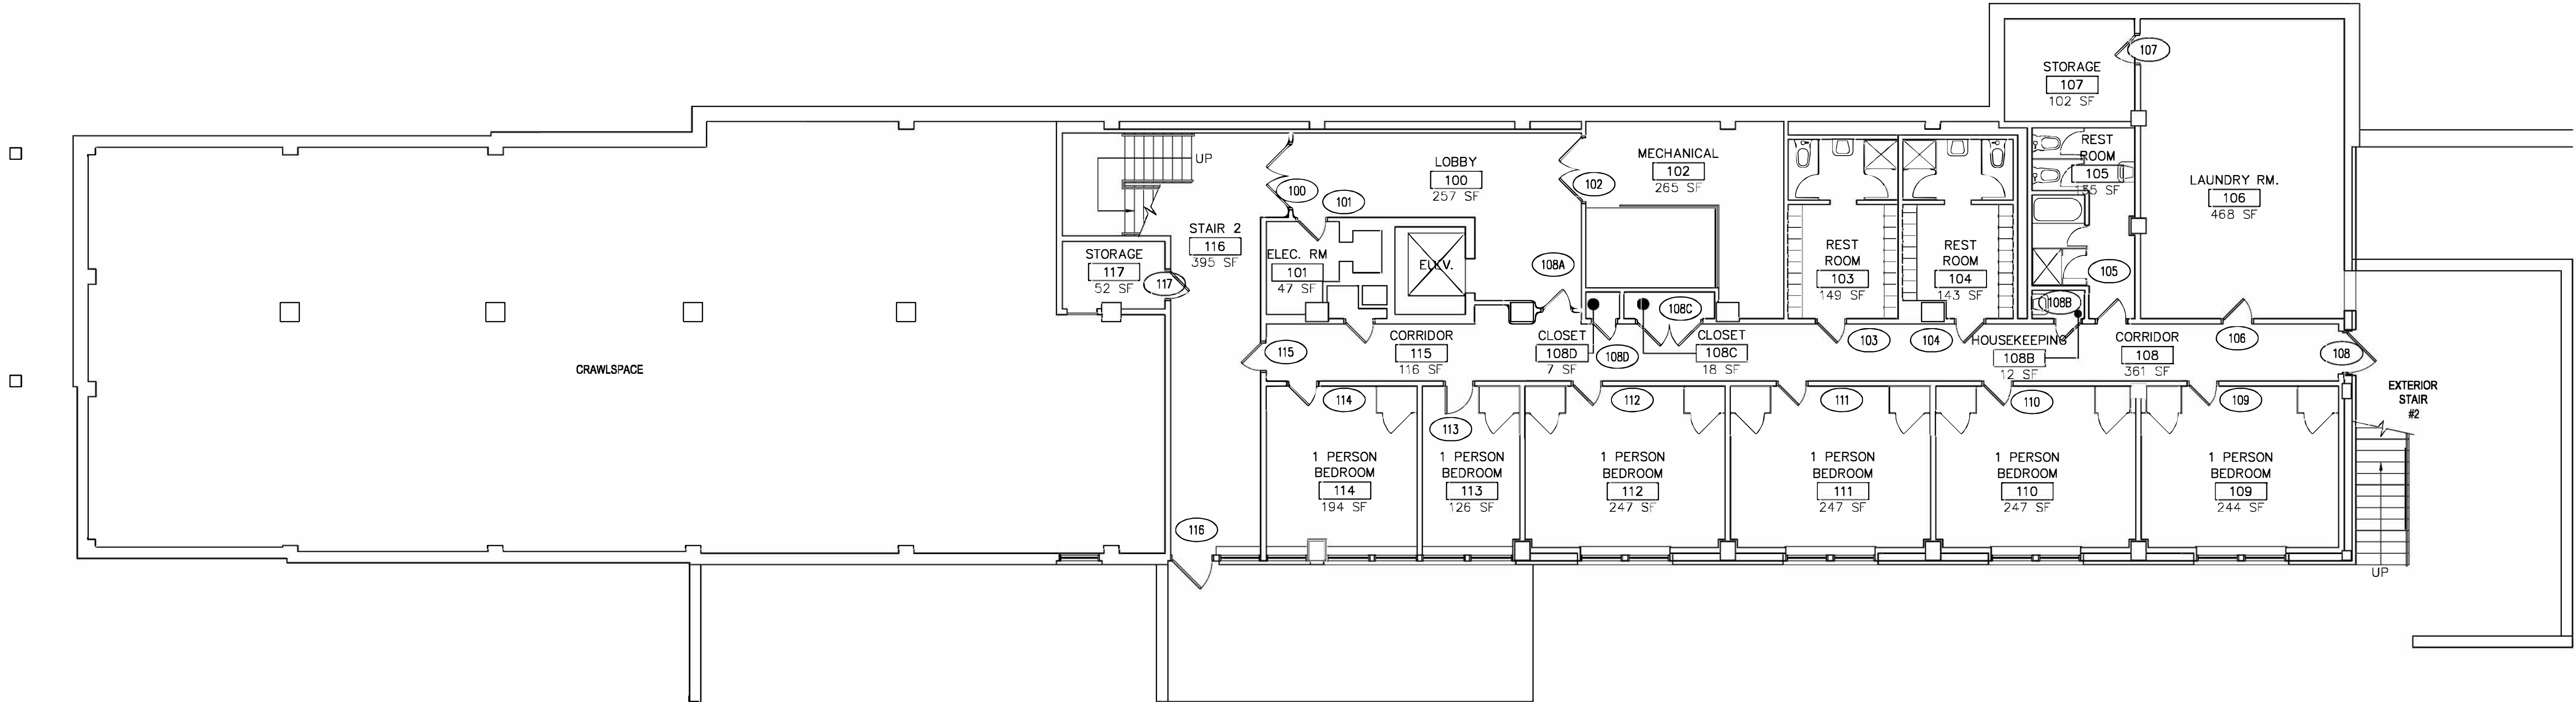 STORAGE
107
102 SF
107
REST
ROOM
105
135 SF
105
LAUNDRY RM.
106
468 SF
106
UP
LOBBY
100
257 SF
100
101
MECHANICAL
102
265 SF
102
STAIR 2
116
395 SF
STORAGE
117
52 SF
117
ELEC. RM
101
47 SF
ELEV.
108A
REST
ROOM
103
149 SF
REST
ROOM
104
143 SF
108B
108C
CRAWLSPACE
115
CORRIDOR
115
116 SF
CLOSET
108D
7 SF
108D
CLOSET
108C
18 SF
103
104
HOUSEKEEPING
108B
12 SF
CORRIDOR
108
361 SF
108
EXTERIOR
STAIR
#2
114
113
112
111
110
109
1 PERSON
BEDROOM
114
194 SF
1 PERSON
BEDROOM
113
126 SF
1 PERSON
BEDROOM
112
247 SF
1 PERSON
BEDROOM
111
247 SF
1 PERSON
BEDROOM
110
247 SF
1 PERSON
BEDROOM
109
244 SF
116
UP